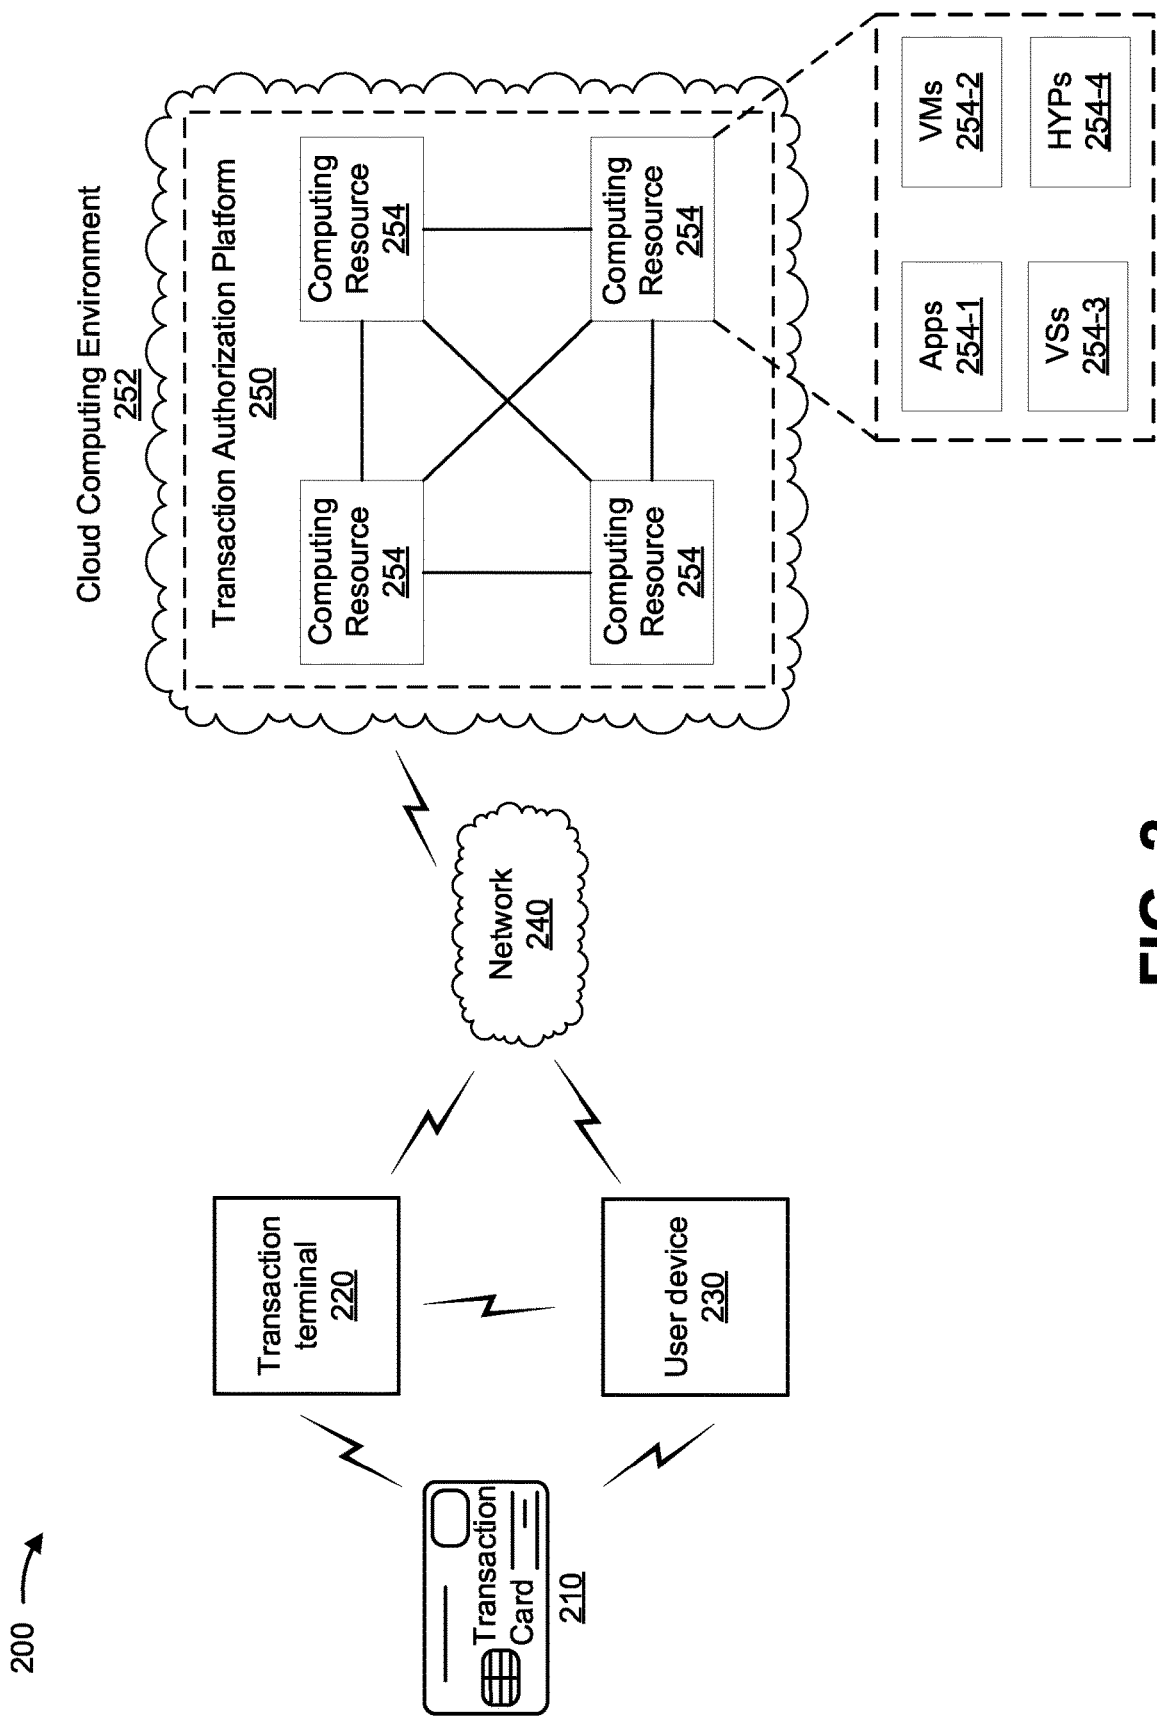 200
Cloud Computing Environment
252
Transaction Authorization Platform
250
Computing
Resource
254
Computing
Resource
254
Computing
Resource
254
Computing
Resource
254
Transaction
terminal
220
Network
240
Transaction
Card
210
User device
230
Apps
254-1
VMs
254-2
VSs
254-3
HYPs
254-4
FIG.